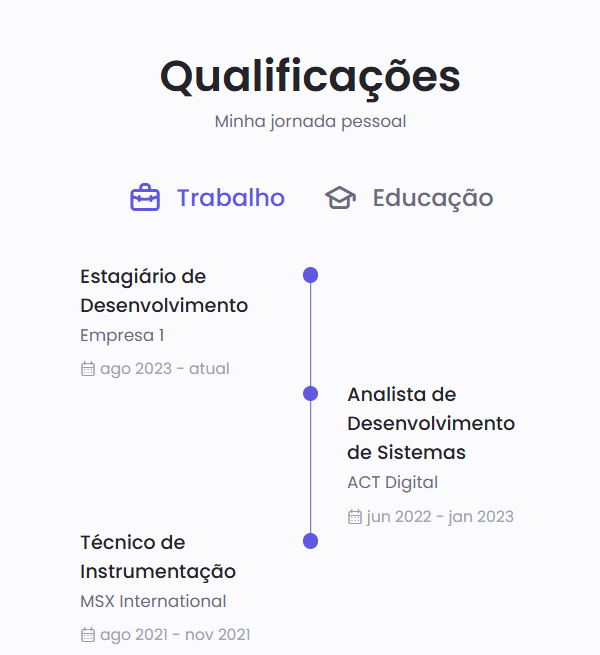 Qualificações
Minha jornada pessoal
Trabalho
Educação
Estagiário de
Desenvolvimento
Empresa 1
ago 2023 - atual
Analista de
Desenvolvimento
de Sistemas
ACT Digital
jun 2022 - jan 2023
Técnico de
Instrumentação
MSX International
ago 2021 - nov 2021